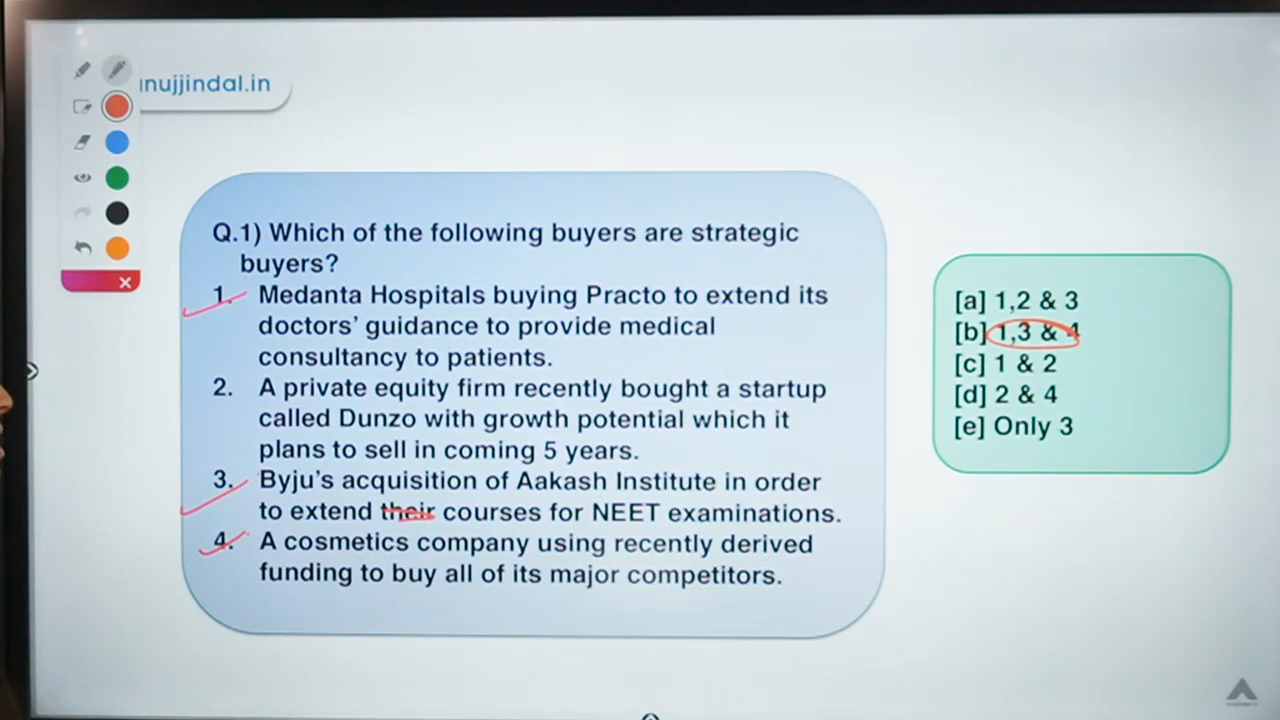 anujjindal.in
Q.1) Which of the following buyers are strategic
buyers?
1. Medanta Hospitals buying Practo to extend its
doctors’ guidance to provide medical
consultancy to patients.
2. A private equity firm recently bought a startup
called Dunzo with growth potential which it
plans to sell in coming 5 years.
3. Byju’s acquisition of Aakash Institute in order
to extend their courses for NEET examinations.
4. A cosmetics company using recently derived
funding to buy all of its major competitors.
[a] 1,2 & 3
[b] 1,3 & 4
[c] 1 & 2
[d] 2 & 4
[e] Only 3